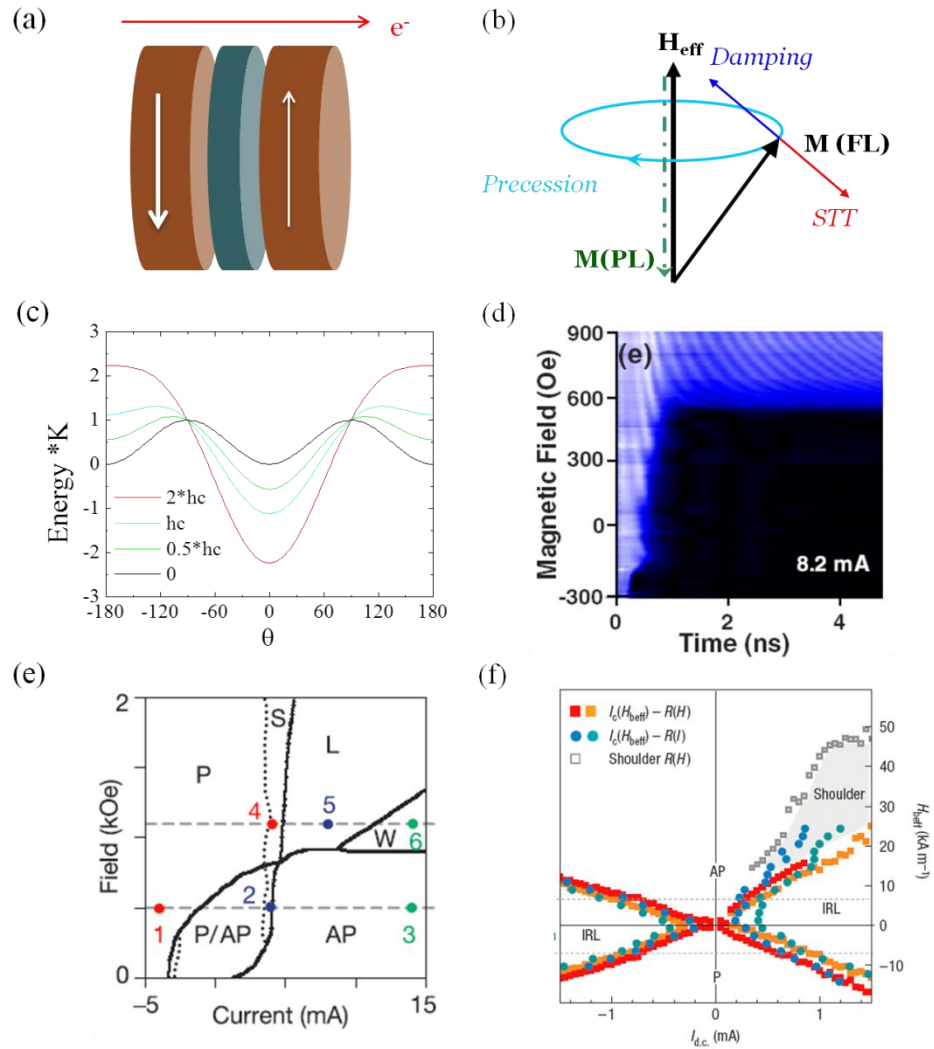 (a)
e-
(b)
Heff
Damping
M (FL)
Precession
STT
M(PL)
(c)
3
2
1
0
-1
-2
-3
Energy *K
2*hc
hc
0.5*hc
0
-180
-120
-60
0
60
120
180
θ
(d)
(e)
900
600
300
0
-300
Magnetic Field (Oe)
8.2 mA
0
2
4
Time (ns)
(e)
2
0
Field (kOe)
P
S
L
4
5
6
W
2
1
P/AP
AP
3
-5
15
Current (mA)
(f)
Ic(Hbeff) – R(H)
Ic(Hbeff) – R(I)
Shoulder R(H)
Shoulder
AP
IRL
IRL
P
50
40
30
20
10
0
-10
Hbeff (kA m⁻¹)
−1
0
1
Id.c. (mA)